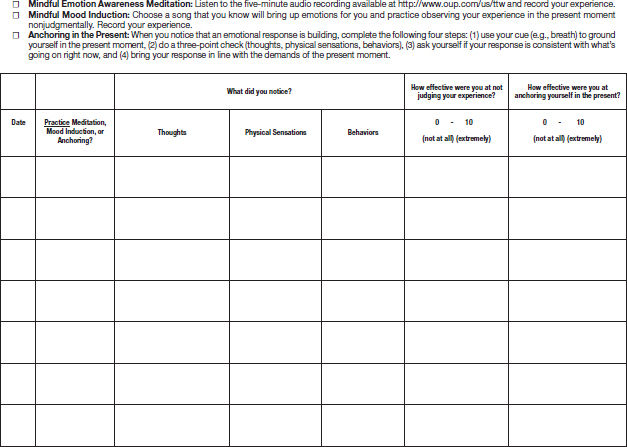 ☐ Mindful Emotion Awareness Meditation: Listen to the five-minute audio recording available at http://www.oup.com/us/ttw and record your experience.
☐ Mindful Mood Induction: Choose a song that you know will bring up emotions for you and practice observing your experience in the present moment
nonjudgmentally. Record your experience.
☐ Anchoring in the Present: When you notice that an emotional response is building, complete the following four steps: (1) use your cue (e.g., breath) to ground
yourself in the present moment, (2) do a three-point check (thoughts, physical sensations, behaviors), (3) ask yourself if your response is consistent with what's
going on right now, and (4) bring your response in line with the demands of the present moment.
What did you notice?
How effective were you at not
judging your experience?
How effective were you at
anchoring yourself in the present?
Date
Practice Meditation,
Mood Induction, or
Anchoring?
Thoughts
Physical Sensations
Behaviors
0 - 10
(not at all) (extremely)
0 - 10
(not at all) (extremely)